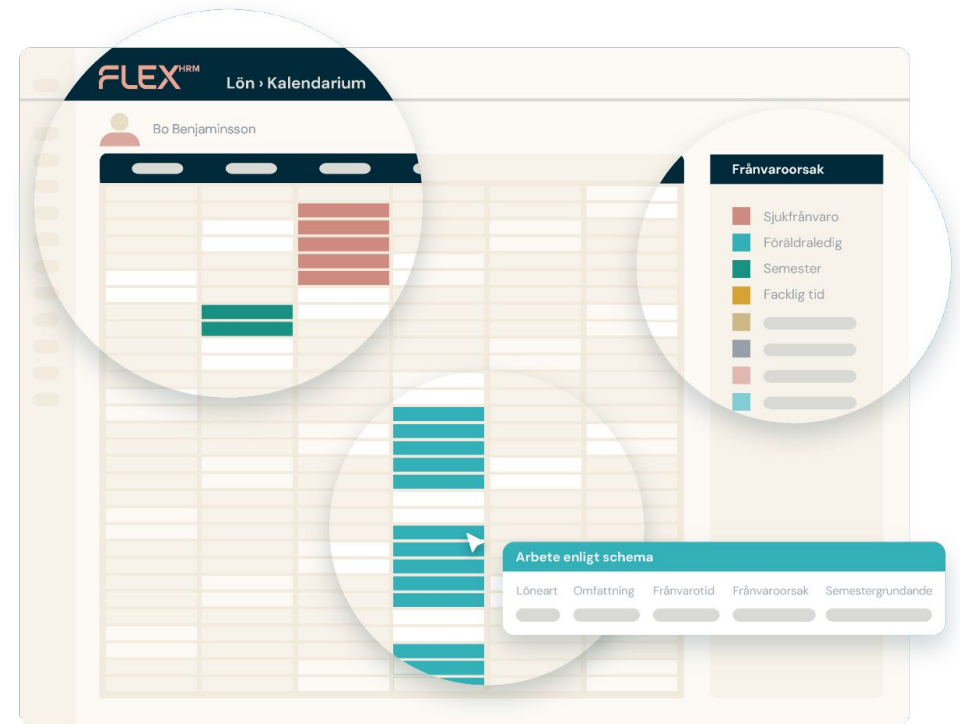 FLEX HRM
Lön › Kalendarium
Bo Benjaminsson
Frånvaroorsak
Sjukfrånvaro
Föräldraledig
Semester
Facklig tid
Arbete enligt schema
Löneart Omfattning Frånvarotid Frånvaroorsak Semestergrundande